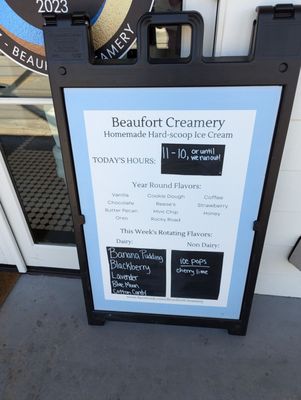 2023
BEAUFORT CREAMERY
Beaufort Creamery
Homemade Hard-scoop Ice Cream
TODAY'S HOURS:
11-10, or until
we run out!
Year Round Flavors:
Vanilla Cookie Dough Coffee
Chocolate Reese's Strawberry
Butter Pecan Mint Chip Honey
Oreo Rocky Road
This Week's Rotating Flavors:
Dairy: Non Dairy:
Banana Pudding
Blackberry
Lavender
Blue Moon
Cotton Candy
ice pops
cherry lime